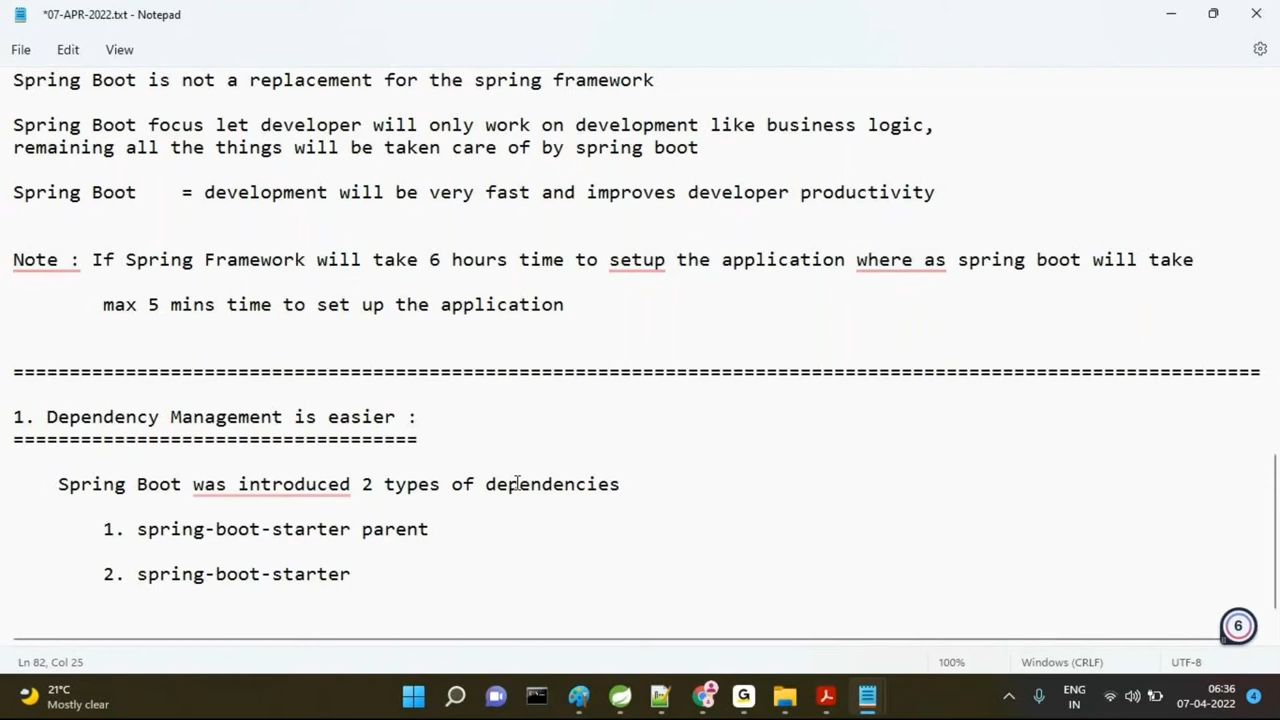 *07-APR-2022.txt - Notepad
File Edit View
Spring Boot is not a replacement for the spring framework
Spring Boot focus let developer will only work on development like business logic,
remaining all the things will be taken care of by spring boot
Spring Boot = development will be very fast and improves developer productivity
Note : If Spring Framework will take 6 hours time to setup the application where as spring boot will take
max 5 mins time to set up the application
===============================================================================================================
1. Dependency Management is easier :
====================================
Spring Boot was introduced 2 types of dependencies
1. spring-boot-starter parent
2. spring-boot-starter
6
Ln 82, Col 25 100% Windows (CRLF) UTF-8
21°C
Mostly clear
G
ENG
IN
06:36
07-04-2022
4